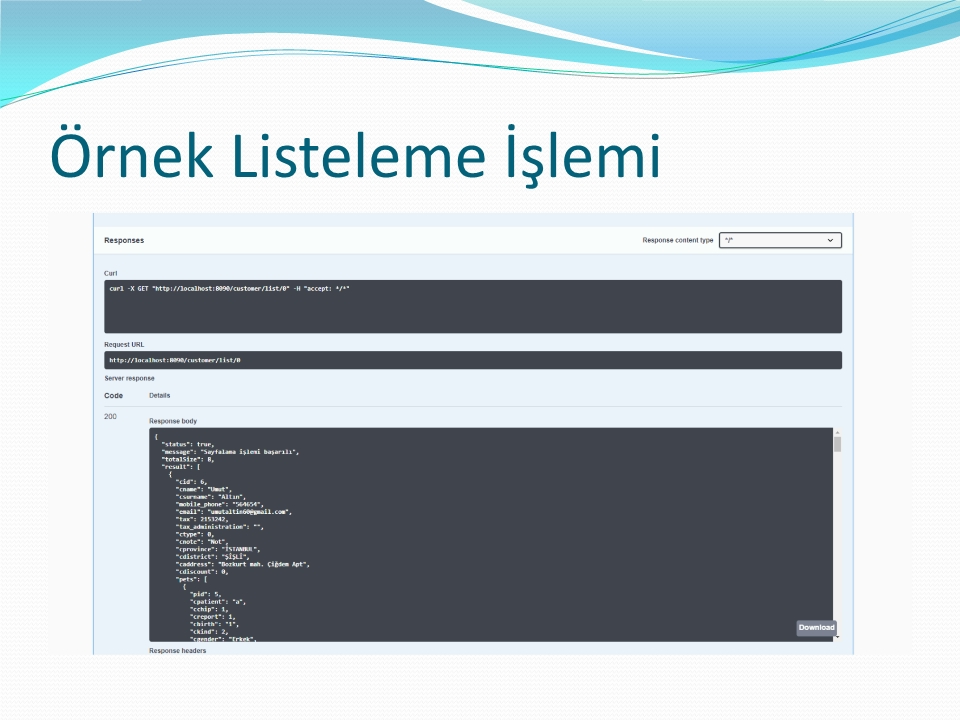 Örnek Listeleme İşlemi
Responses
Response content type */*
Curl
curl -X GET "http://localhost:8090/customer/list/0" -H "accept: */*"
Request URL
http://localhost:8090/customer/list/0
Server response
Code Details
200
Response body
{
"status": true,
"message": "Sayfalama işlemi başarılı",
"totalSize": 8,
"result": [
{
"cid": 6,
"cname": "Umut",
"csurname": "Altın",
"mobile_phone": "564654",
"email": "umutaltin60@gmail.com",
"tax": 2153242,
"tax_administration": "",
"ctype": 0,
"cnote": "Not",
"cprovince": "İSTANBUL",
"cdistrict": "ŞİŞLİ",
"caddress": "Bozkurt mah. Çiğdem Apt",
"cdiscount": 0,
"pets": [
{
"pid": 5,
"cpatient": "a",
"cchip": 1,
"creport": 1,
"cbirth": "1",
"ckind": 2,
"cgender": "Erkek",
Download
Response headers